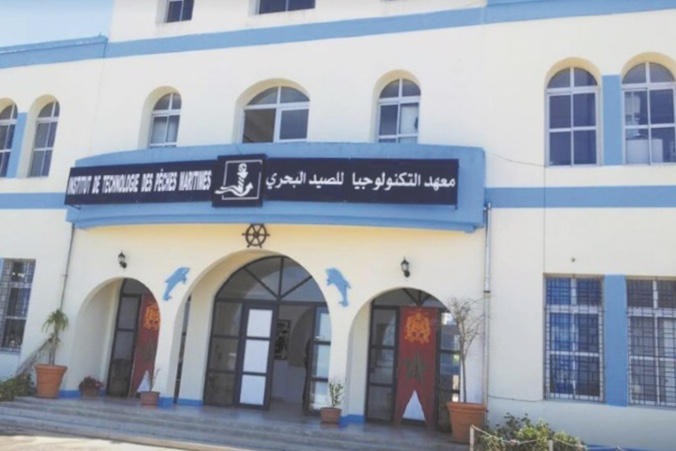 INSTITUT DE TECHNOLOGIE DES PÊCHES MARITIMES
معهد التكنولوجيا للصيد البحري